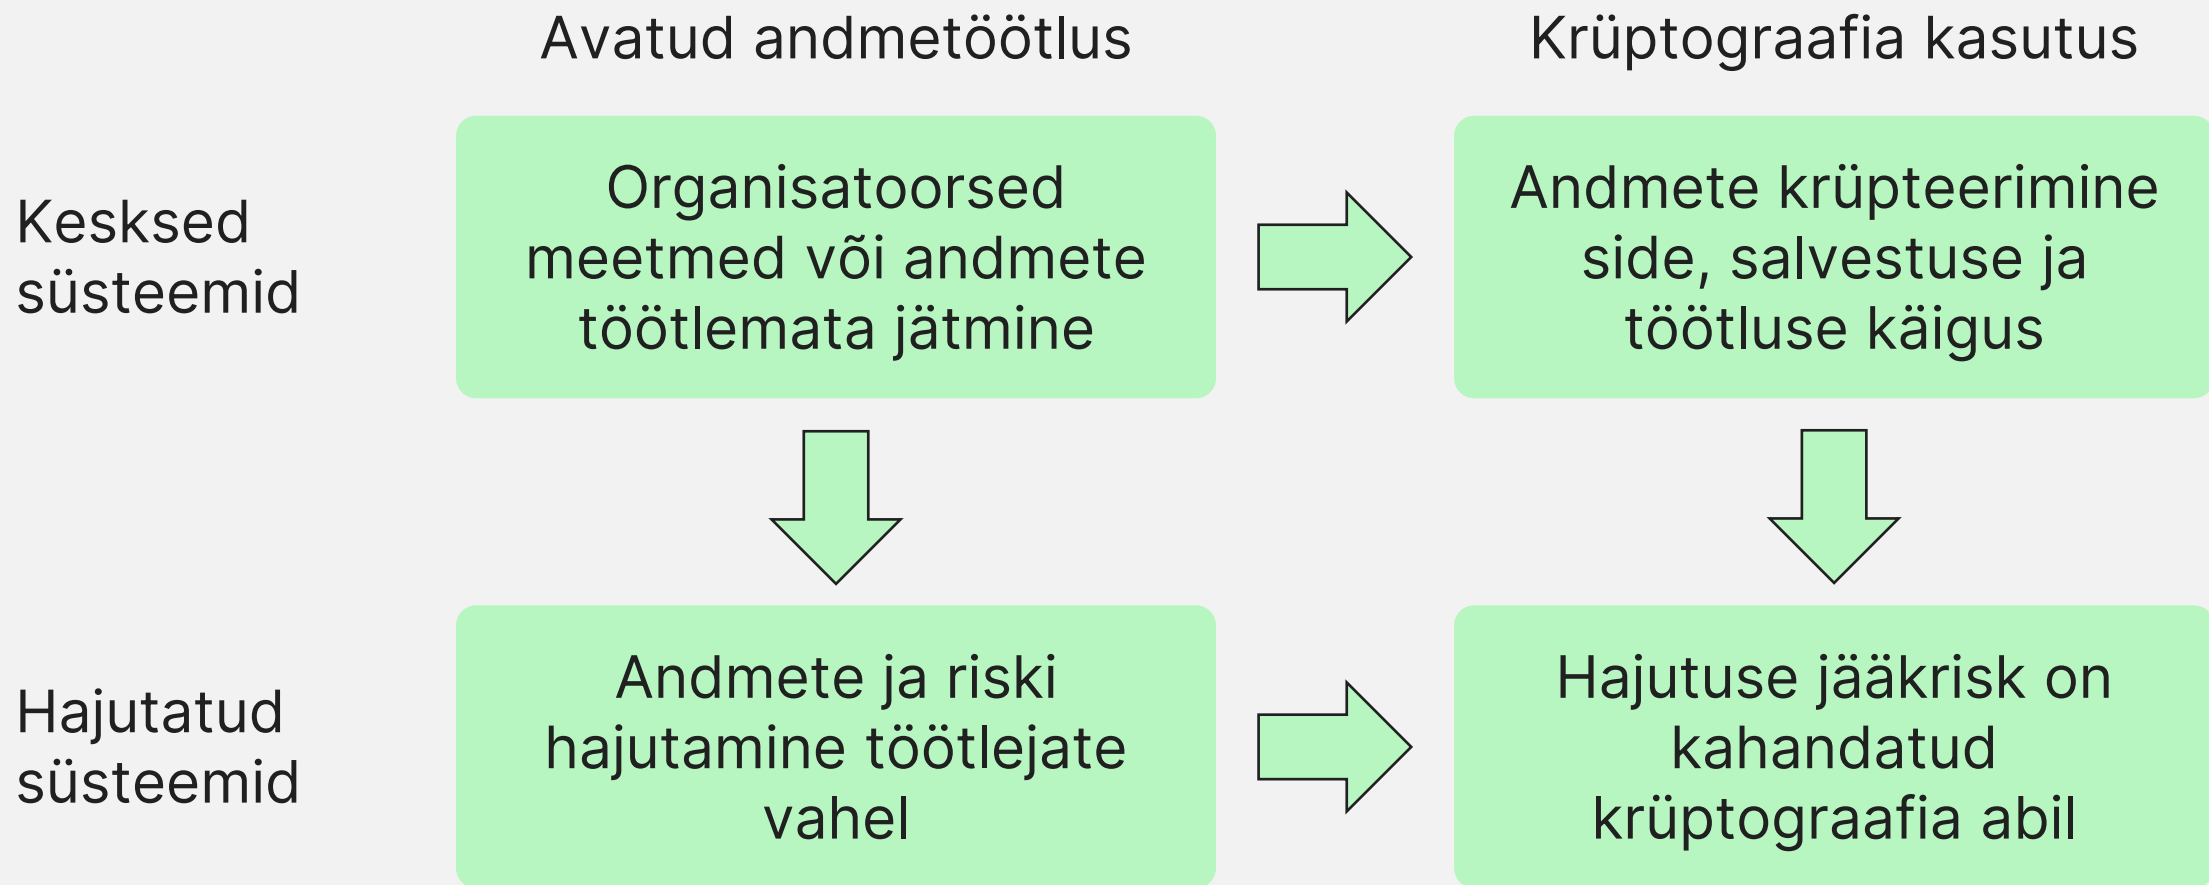 Avatud andmetöötlus
Krüptograafia kasutus
Kesksed
süsteemid
Organisatoorsed
meetmed või andmete
töötlemata jätmine
Andmete krüpteerimine
side, salvestuse ja
töötluse käigus
Hajutatud
süsteemid
Andmete ja riski
hajutamine töötlejate
vahel
Hajutuse jääkrisk on
kahandatud
krüptograafia abil